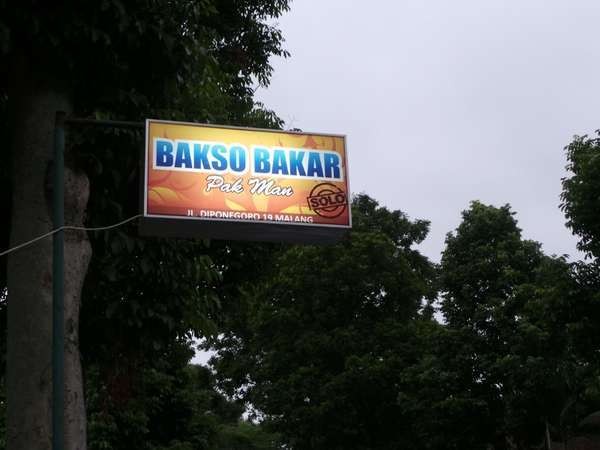 BAKSO BAKAR
Pak Man
SOLO
JL. DIPONEGORO 19 MALANG